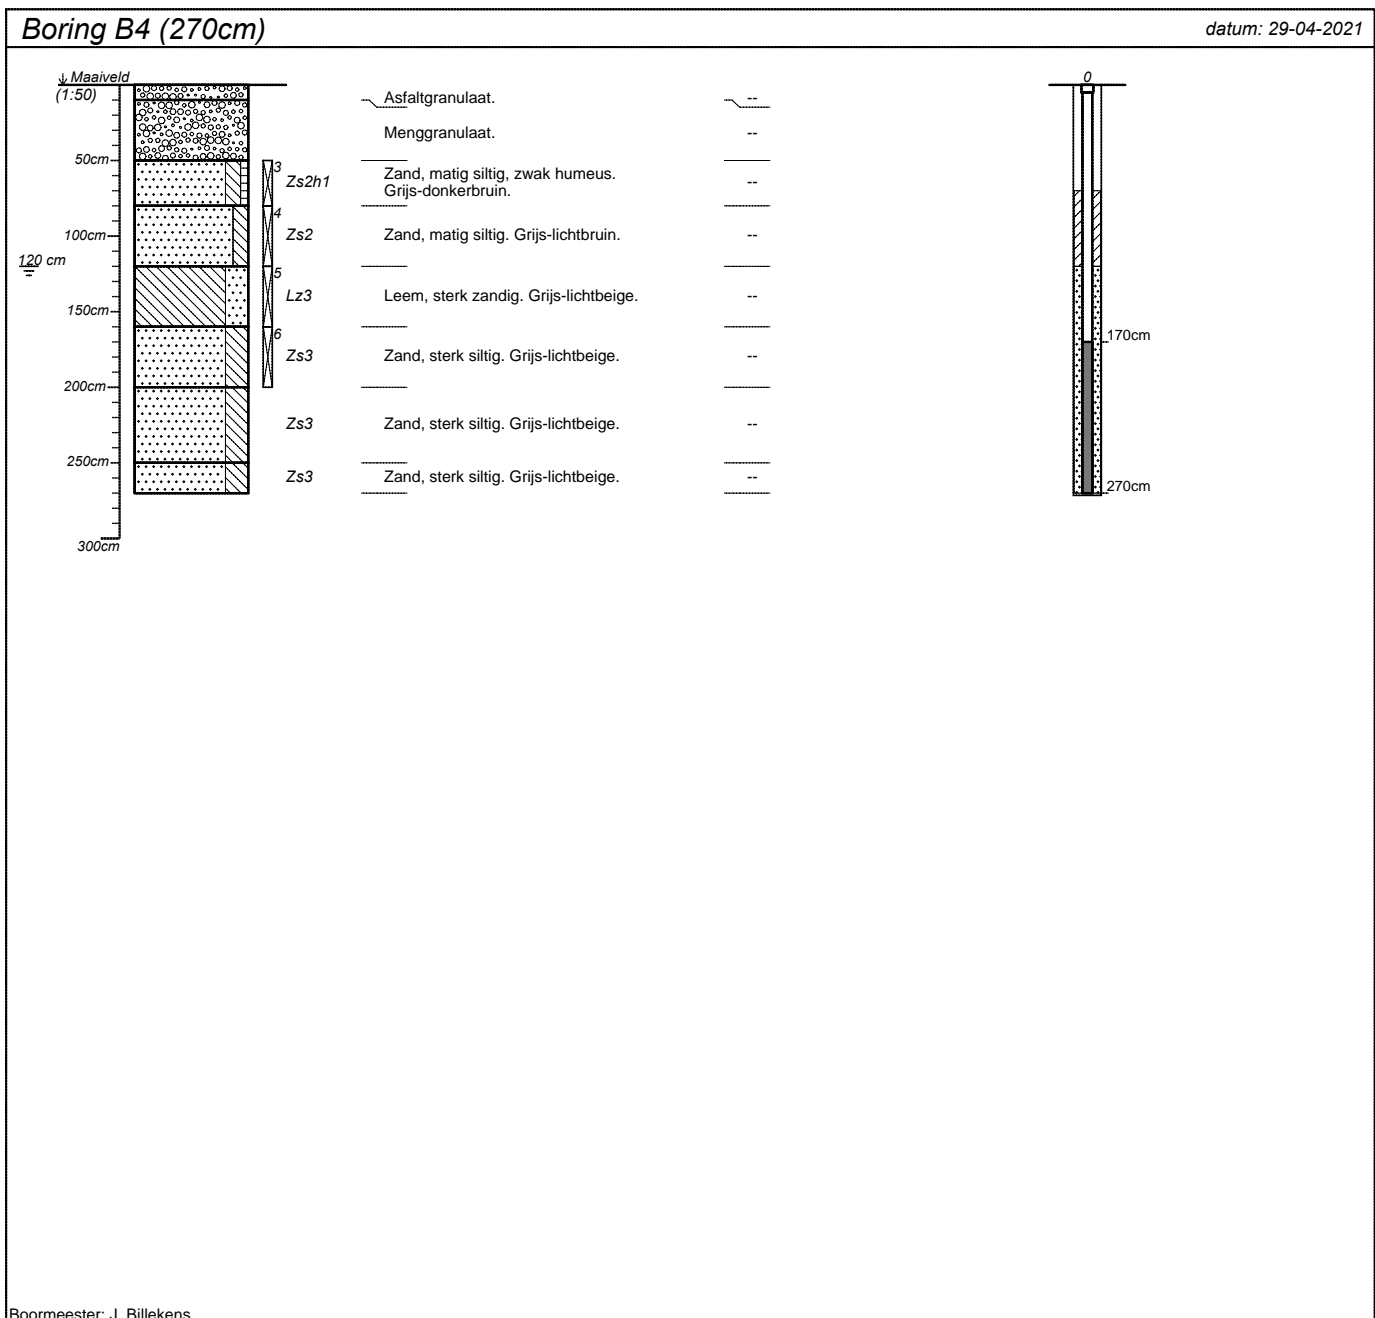 Boring B4 (270cm)
datum: 29-04-2021
Maaiveld
(1:50)
0
Asfaltgranulaat.
--
Menggranulaat.
--
50cm
3
Zs2h1
Zand, matig siltig, zwak humeus.
Grijs-donkerbruin.
--
4
100cm
Zs2
Zand, matig siltig. Grijs-lichtbruin.
--
120 cm
5
Lz3
Leem, sterk zandig. Grijs-lichtbeige.
--
150cm
6
170cm
Zs3
Zand, sterk siltig. Grijs-lichtbeige.
--
200cm
Zs3
Zand, sterk siltig. Grijs-lichtbeige.
--
250cm
Zs3
Zand, sterk siltig. Grijs-lichtbeige.
--
270cm
300cm
Boormeester: J. Billekens